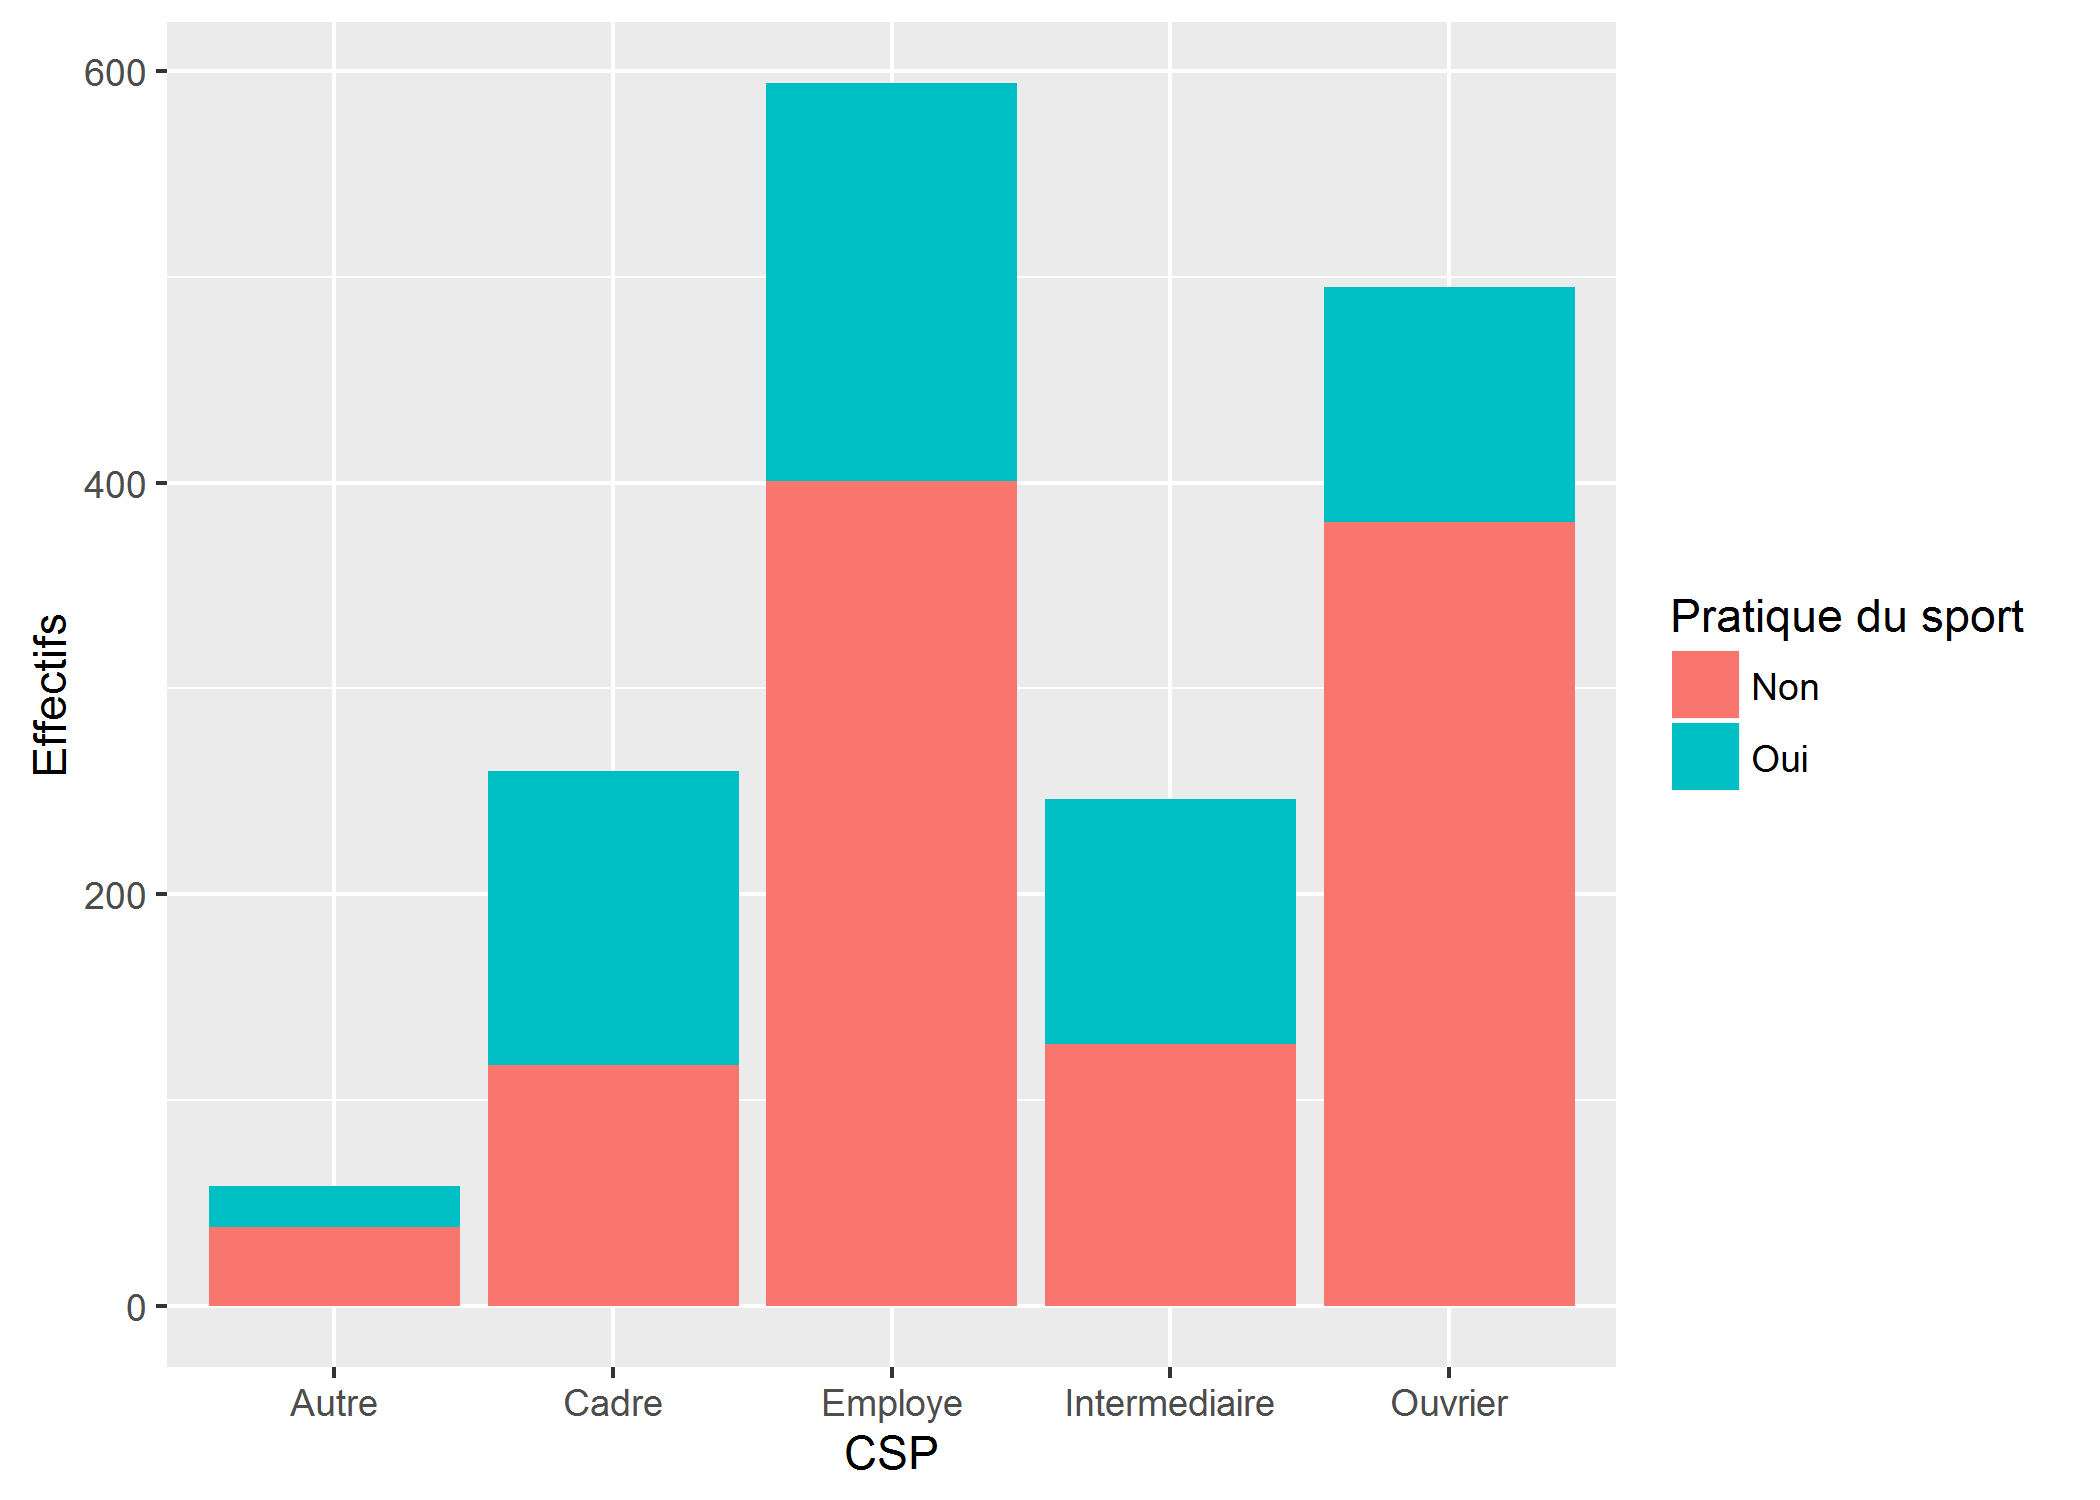 600
400
200
0
Effectifs
Autre
Cadre
Employe
Intermediaire
Ouvrier
CSP
Pratique du sport
Non
Oui